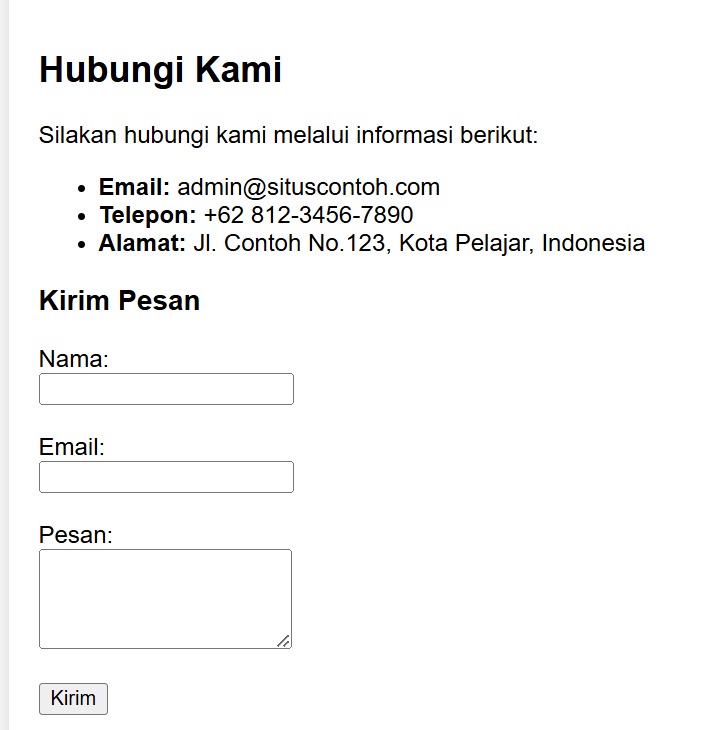 Hubungi Kami
Silakan hubungi kami melalui informasi berikut:
• Email: admin@situscontoh.com
• Telepon: +62 812-3456-7890
• Alamat: Jl. Contoh No.123, Kota Pelajar, Indonesia
Kirim Pesan
Nama:
Email:
Pesan:
Kirim